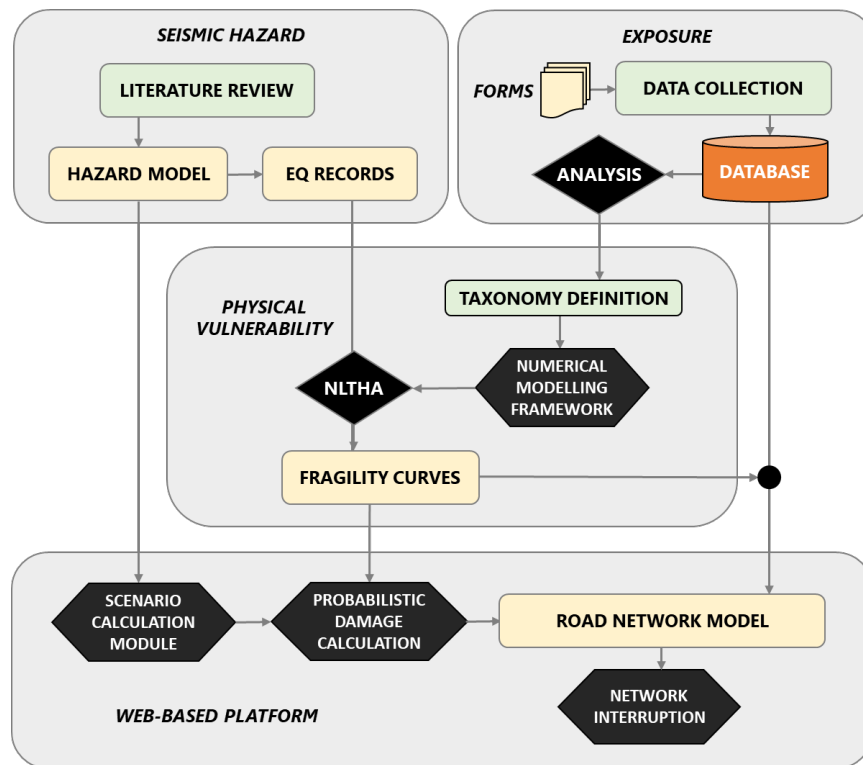 SEISMIC HAZARD
LITERATURE REVIEW
HAZARD MODEL
EQ RECORDS
EXPOSURE
FORMS
DATA COLLECTION
ANALYSIS
DATABASE
PHYSICAL
VULNERABILITY
TAXONOMY DEFINITION
NUMERICAL
MODELLING
FRAMEWORK
NLTHA
FRAGILITY CURVES
SCENARIO
CALCULATION
MODULE
PROBABILISTIC
DAMAGE
CALCULATION
ROAD NETWORK MODEL
NETWORK
INTERRUPTION
WEB-BASED PLATFORM